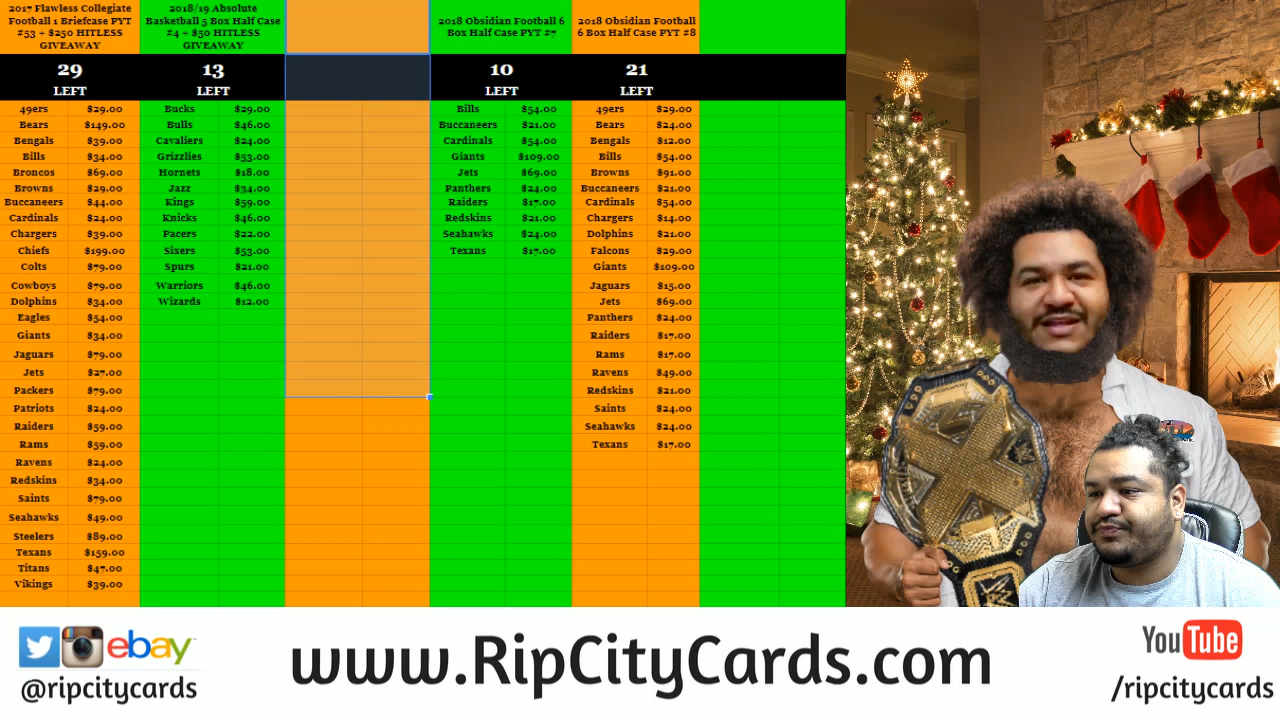 2017 Flawless Collegiate
Football 1 Briefcase PYT
#53 + $250 HITLESS
GIVEAWAY
29
LEFT
49ers $29.00
Bears $149.00
Bengals $39.00
Bills $34.00
Broncos $69.00
Browns $29.00
Buccaneers $44.00
Cardinals $24.00
Chargers $39.00
Chiefs $199.00
Colts $79.00
Cowboys $79.00
Dolphins $34.00
Eagles $54.00
Giants $34.00
Jaguars $79.00
Jets $27.00
Packers $79.00
Patriots $24.00
Raiders $59.00
Rams $59.00
Ravens $24.00
Redskins $34.00
Saints $79.00
Seahawks $49.00
Steelers $89.00
Texans $159.00
Titans $47.00
Vikings $39.00
2018/19 Absolute
Basketball 5 Box Half Case
#4 + $50 HITLESS
GIVEAWAY
13
LEFT
Bucks $29.00
Bulls $46.00
Cavaliers $24.00
Grizzlies $53.00
Hornets $18.00
Jazz $34.00
Kings $59.00
Knicks $46.00
Pacers $22.00
Sixers $53.00
Spurs $21.00
Warriors $46.00
Wizards $12.00
2018 Obsidian Football 6
Box Half Case PYT #7
10
LEFT
Bills $54.00
Buccaneers $21.00
Cardinals $54.00
Giants $109.00
Jets $69.00
Panthers $24.00
Raiders $17.00
Redskins $21.00
Seahawks $24.00
Texans $17.00
2018 Obsidian Football
6 Box Half Case PYT #8
21
LEFT
49ers $29.00
Bears $24.00
Bengals $12.00
Bills $54.00
Browns $91.00
Buccaneers $21.00
Cardinals $54.00
Chargers $14.00
Dolphins $21.00
Falcons $29.00
Giants $109.00
Jaguars $15.00
Jets $69.00
Panthers $24.00
Raiders $17.00
Rams $17.00
Ravens $49.00
Redskins $21.00
Saints $24.00
Seahawks $24.00
Texans $17.00
ebay
@ripcitycards
www.RipCityCards.com
YouTube
/ripcitycards